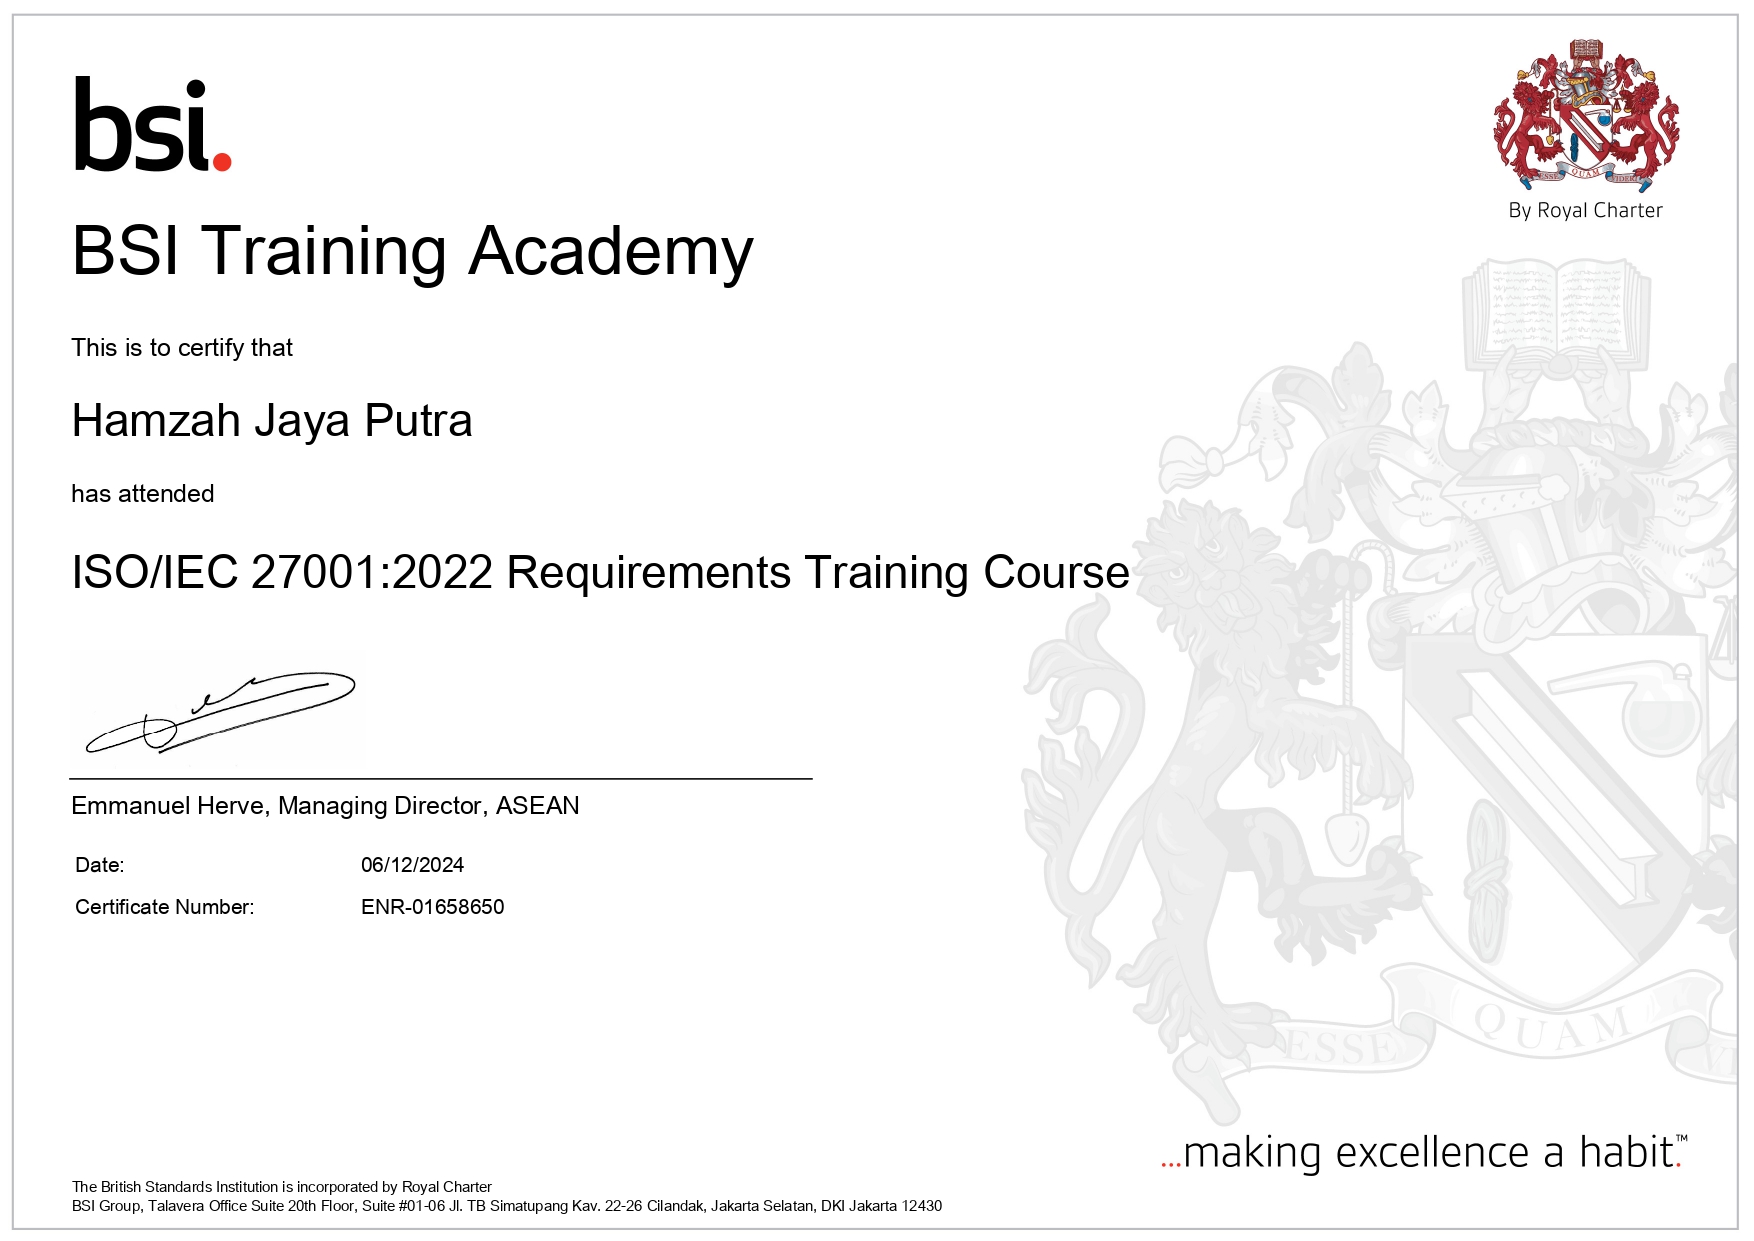 bsi.
By Royal Charter
BSI Training Academy
This is to certify that
Hamzah Jaya Putra
has attended
ISO/IEC 27001:2022 Requirements Training Course
Emmanuel Herve, Managing Director, ASEAN
Date: 06/12/2024
Certificate Number: ENR-01658650
ESSE QUAM VI
...making excellence a habit.™
The British Standards Institution is incorporated by Royal Charter
BSI Group, Talavera Office Suite 20th Floor, Suite #01-06 Jl. TB Simatupang Kav. 22-26 Cilandak, Jakarta Selatan, DKI Jakarta 12430